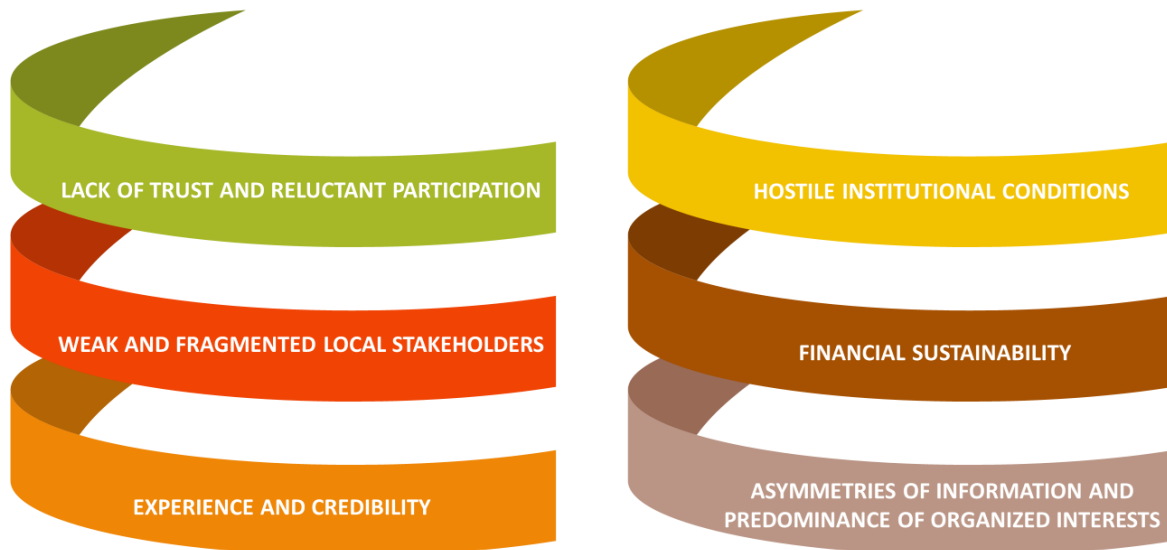 LACK OF TRUST AND RELUCTANT PARTICIPATION
WEAK AND FRAGMENTED LOCAL STAKEHOLDERS
EXPERIENCE AND CREDIBILITY
HOSTILE INSTITUTIONAL CONDITIONS
FINANCIAL SUSTAINABILITY
ASYMMETRIES OF INFORMATION AND
PREDOMINANCE OF ORGANIZED INTERESTS